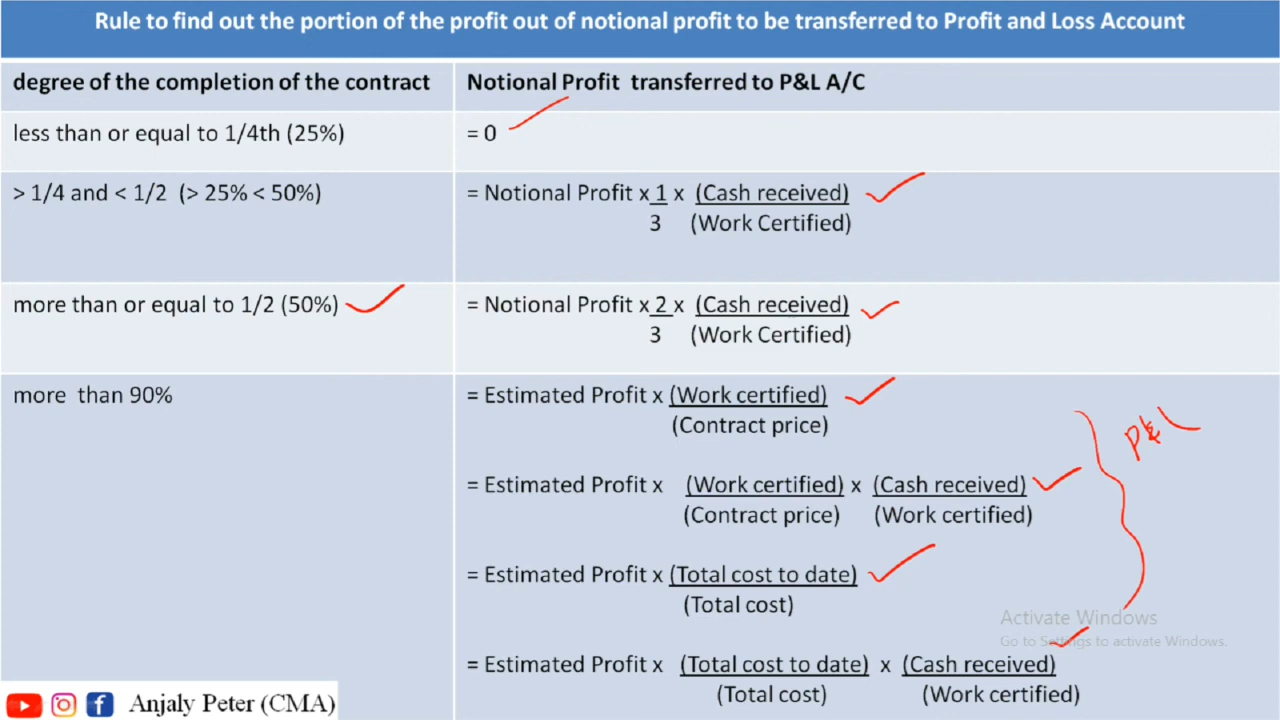 Rule to find out the portion of the profit out of notional profit to be transferred to Profit and Loss Account
degree of the completion of the contract
Notional Profit transferred to P&L A/C
less than or equal to 1/4th (25%)
= 0
> 1/4 and < 1/2 (> 25% < 50%)
= Notional Profit x 1 x (Cash received)
3 (Work Certified)
more than or equal to 1/2 (50%)
= Notional Profit x 2 x (Cash received)
3 (Work Certified)
more than 90%
= Estimated Profit x (Work certified)
(Contract price)
P&L
= Estimated Profit x (Work certified) x (Cash received)
(Contract price) (Work certified)
= Estimated Profit x (Total cost to date)
(Total cost)
Activate Windows
Go to Settings to activate Windows.
= Estimated Profit x (Total cost to date) x (Cash received)
(Total cost) (Work certified)
Anjaly Peter (CMA)